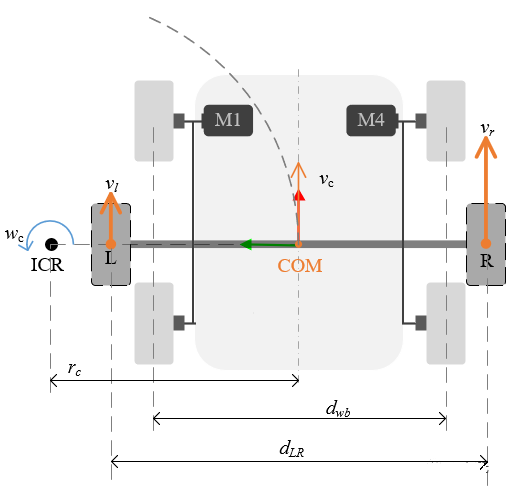 M1
M4
v_r
v_l
v_c
w_c
ICR
L
COM
R
r_c
d_wb
d_LR